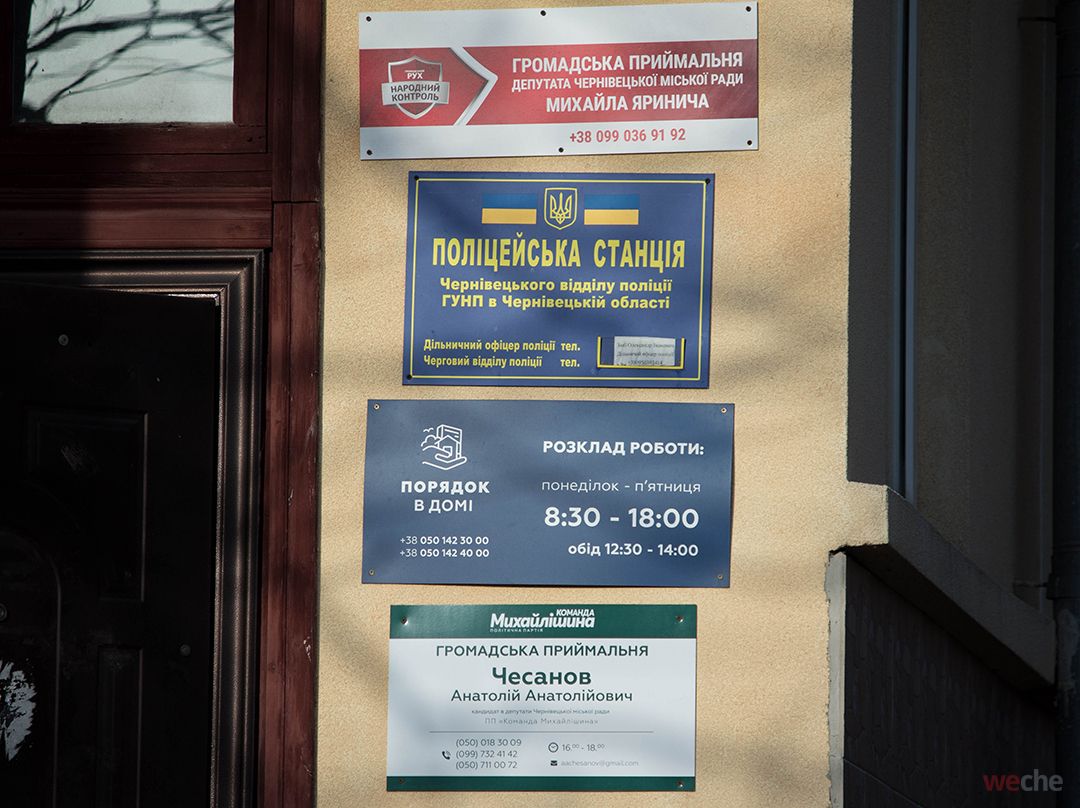 РУХ
НАРОДНИЙ
КОНТРОЛЬ
ГРОМАДСЬКА ПРИЙМАЛЬНЯ
ДЕПУТАТА ЧЕРНІВЕЦЬКОЇ МІСЬКОЇ РАДИ
МИХАЙЛА ЯРИНИЧА
+38 099 036 91 92
ПОЛІЦЕЙСЬКА СТАНЦІЯ
Чернівецького відділу поліції
ГУНП в Чернівецькій області
Дільничний офіцер поліції тел.
Черговий відділу поліції тел.
Дільничний офіцер поліції
ПОРЯДОК
В ДОМІ
+38 050 142 30 00
+38 050 142 40 00
РОЗКЛАД РОБОТИ:
понеділок - п'ятниця
8:30 - 18:00
обід 12:30 - 14:00
КОМАНДА
Михайлішина
ПОЛІТИЧНА ПАРТІЯ
ГРОМАДСЬКА ПРИЙМАЛЬНЯ
Чесанов
Анатолій Анатолійович
кандидат в депутати Чернівецької міської ради
ПП «Команда Михайлішина»
(050) 018 30 09
(099) 732 41 42
(050) 711 00 72
16.00 - 18.00
aachesanov@gmail.com
weche